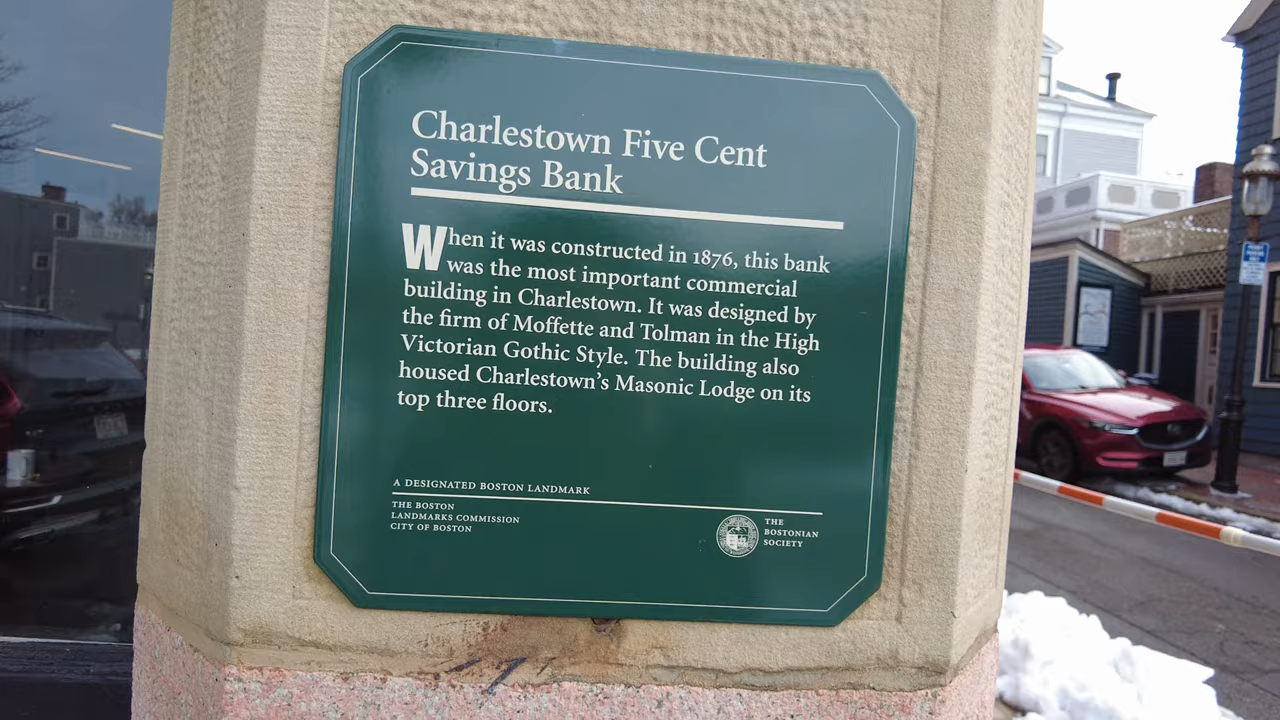 Charlestown Five Cent
Savings Bank
When it was constructed in 1876, this bank
was the most important commercial
building in Charlestown. It was designed by
the firm of Moffette and Tolman in the High
Victorian Gothic Style. The building also
housed Charlestown's Masonic Lodge on its
top three floors.
A DESIGNATED BOSTON LANDMARK
THE BOSTON
LANDMARKS COMMISSION
CITY OF BOSTON
THE
BOSTONIAN
SOCIETY